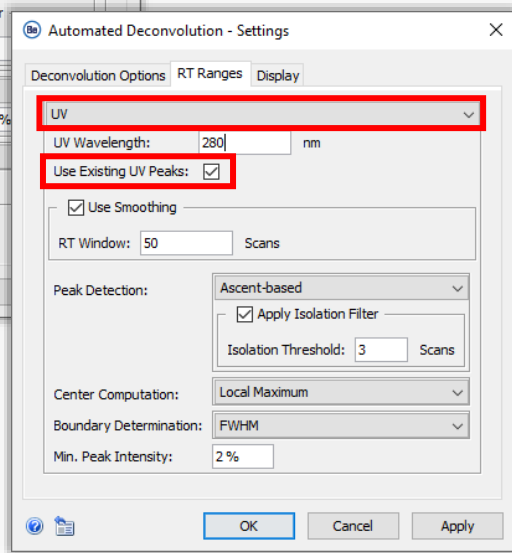 r
Be Automated Deconvolution - Settings
Deconvolution Options RT Ranges Display
UV
%
UV Wavelength: 280 nm
Use Existing UV Peaks:
Use Smoothing
RT Window: 50 Scans
Peak Detection: Ascent-based
Apply Isolation Filter
Isolation Threshold: 3 Scans
Center Computation: Local Maximum
Boundary Determination: FWHM
Min. Peak Intensity: 2 %
OK Cancel Apply